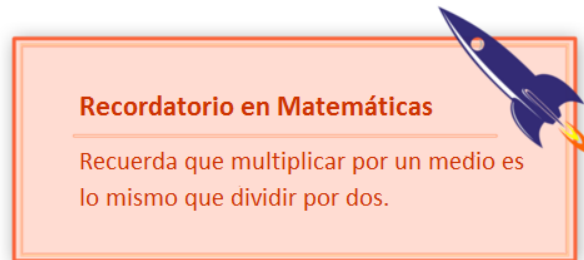 Recordatorio en Matemáticas
Recuerda que multiplicar por un medio es
lo mismo que dividir por dos.